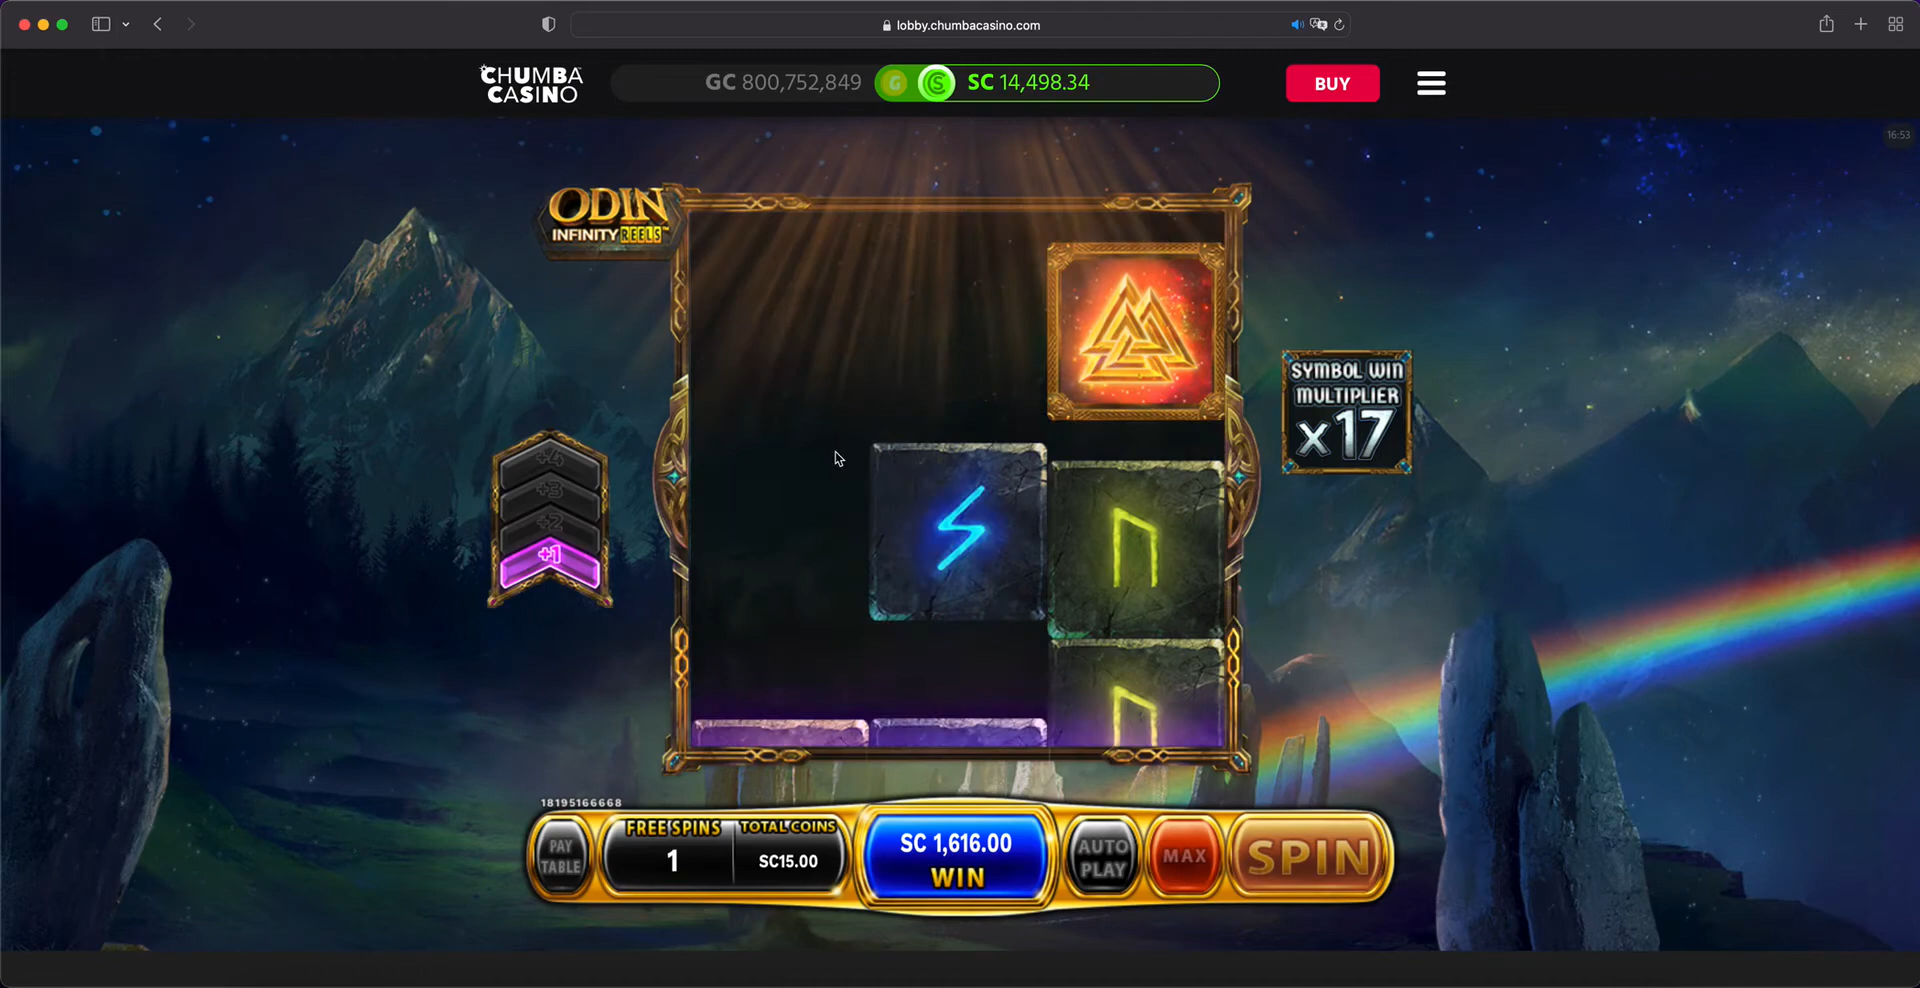 lobby.chumbacasino.com
CHUMBA
CASINO
GC 800,752,849
G
S
SC 14,498.34
BUY
16:53
ODIN
INFINITY REELS™
SYMBOL WIN
MULTIPLIER
x17
+4
+3
+2
+1
18195166668
PAY
TABLE
FREE SPINS
1
TOTAL COINS
SC15.00
SC 1,616.00
WIN
AUTO
PLAY
MAX
SPIN